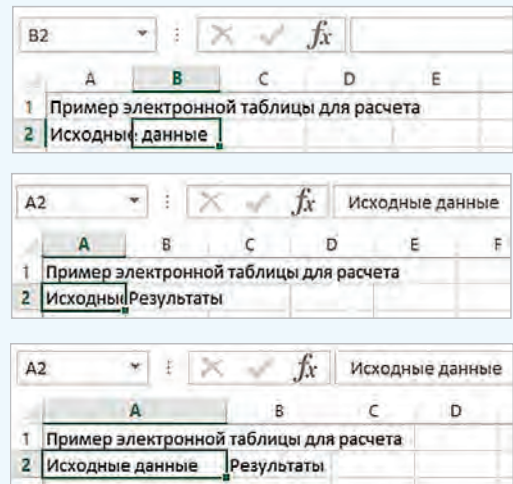 B2 fx
A B C D E
1 Пример электронной таблицы для расчета
2 Исходные данные
A2 fx Исходные данные
A B C D E F
1 Пример электронной таблицы для расчета
2 Исходны Результаты
A2 fx Исходные данные
A B C D
1 Пример электронной таблицы для расчета
2 Исходные данные Результаты